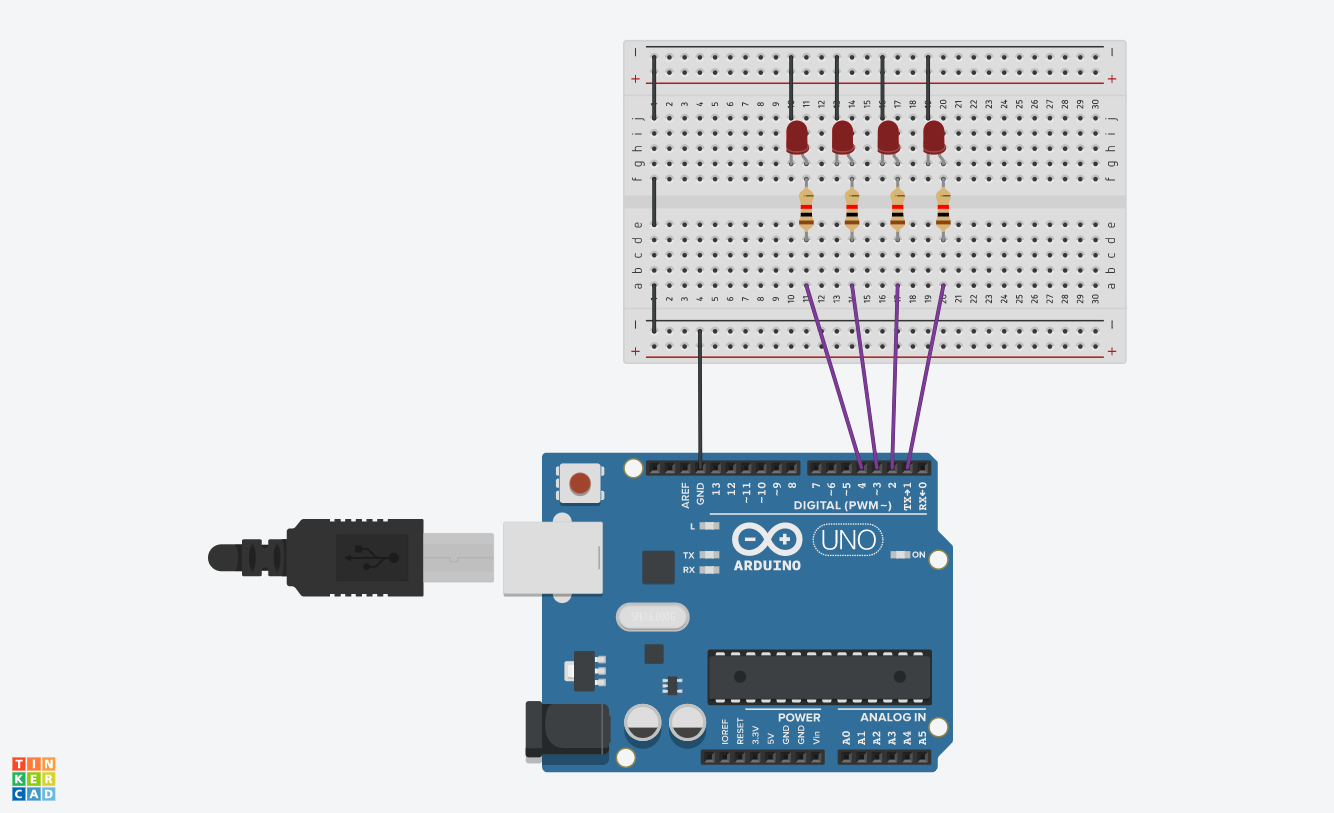 − −
+ +
1 2 3 4 5 6 7 8 9 10 11 12 13 14 15 16 17 18 19 20 21 22 23 24 25 26 27 28 29 30
j j
i i
h h
g g
f f
e e
d d
c c
b b
a a
1 2 3 4 5 6 7 8 9 10 11 12 13 14 15 16 17 18 19 20 21 22 23 24 25 26 27 28 29 30
− −
+ +
AREF GND 13 12 ~11 ~10 ~9 8 7 ~6 ~5 4 ~3 2 TX→1 RX←0
DIGITAL (PWM~)
L
TX
RX
ARDUINO
UNO
ON
POWER
ANALOG IN
IOREF RESET 3.3V 5V GND GND Vin A0 A1 A2 A3 A4 A5
TIN
KER
CAD